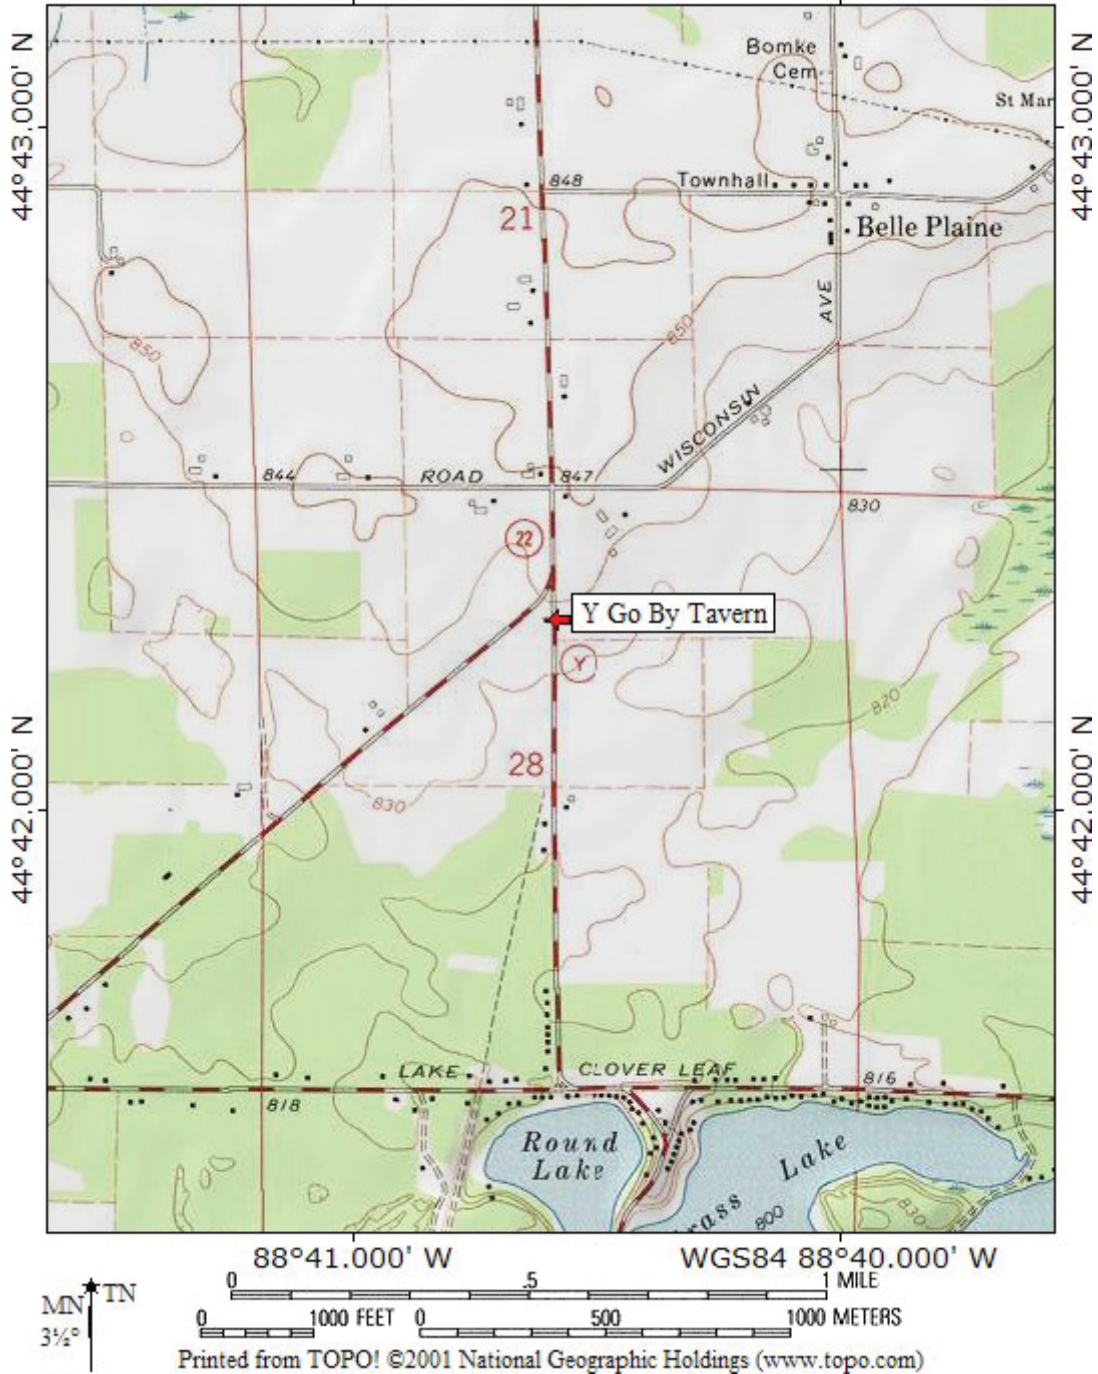 Bomke
Cem
St Mar
44°43.000' N
44°43.000' N
848
Townhall
21
Belle Plaine
AVE
850
850
WISCONSIN
844
ROAD
847
830
22
Y Go By Tavern
Y
820
28
830
44°42.000' N
44°42.000' N
LAKE
CLOVER LEAF
816
818
Round
Lake
Lake
rass
800
830
88°41.000' W
WGS84 88°40.000' W
0 .5 1 MILE
0 1000 FEET 0 500 1000 METERS
MN TN
3½°
Printed from TOPO! ©2001 National Geographic Holdings (www.topo.com)